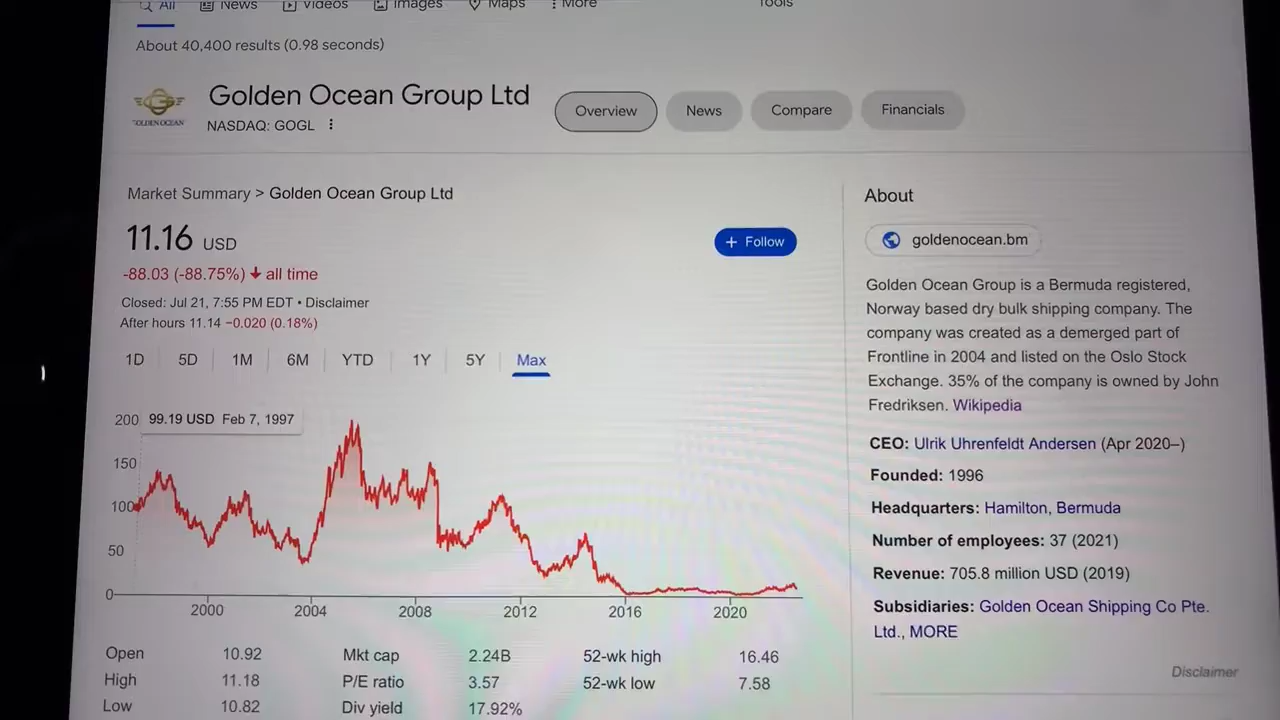 All News Videos Images Maps More Tools
About 40,400 results (0.98 seconds)
GOLDEN OCEAN
Golden Ocean Group Ltd
NASDAQ: GOGL
Overview News Compare Financials
Market Summary > Golden Ocean Group Ltd
11.16 USD
+ Follow
-88.03 (-88.75%) all time
Closed: Jul 21, 7:55 PM EDT • Disclaimer
After hours 11.14 −0.020 (0.18%)
1D 5D 1M 6M YTD 1Y 5Y Max
99.19 USD Feb 7, 1997
200
150
100
50
0
2000 2004 2008 2012 2016 2020
Open 10.92 Mkt cap 2.24B 52-wk high 16.46
High 11.18 P/E ratio 3.57 52-wk low 7.58
Low 10.82 Div yield 17.92%
About
goldenocean.bm
Golden Ocean Group is a Bermuda registered,
Norway based dry bulk shipping company. The
company was created as a demerged part of
Frontline in 2004 and listed on the Oslo Stock
Exchange. 35% of the company is owned by John
Fredriksen. Wikipedia
CEO: Ulrik Uhrenfeldt Andersen (Apr 2020–)
Founded: 1996
Headquarters: Hamilton, Bermuda
Number of employees: 37 (2021)
Revenue: 705.8 million USD (2019)
Subsidiaries: Golden Ocean Shipping Co Pte.
Ltd., MORE
Disclaimer